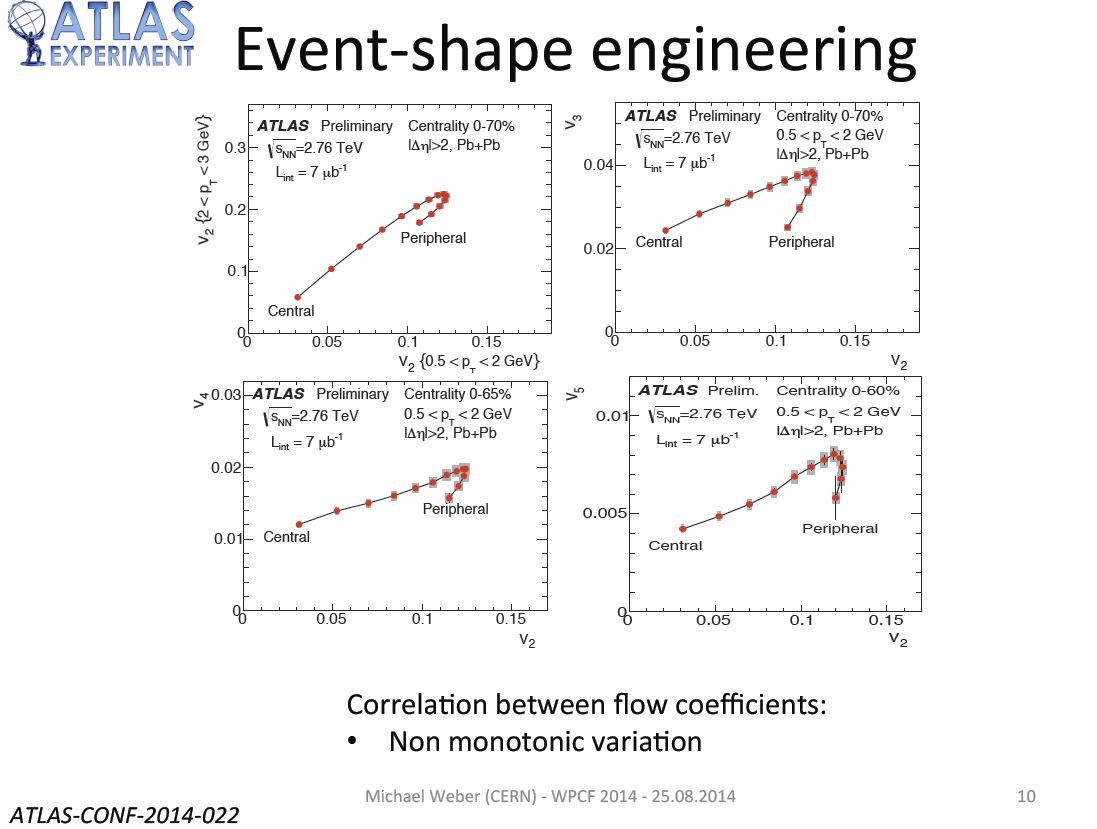 ATLAS
EXPERIMENT
Event-shape engineering
ATLAS Preliminary Centrality 0-70%
√sNN=2.76 TeV |Δη|>2, Pb+Pb
Lint = 7 μb-1
v2 {2 < pT < 3 GeV}
0.3
0.2
0.1
0
Central
Peripheral
0 0.05 0.1 0.15
v2 {0.5 < pT < 2 GeV}
ATLAS Preliminary Centrality 0-70%
√sNN=2.76 TeV 0.5 < pT < 2 GeV
Lint = 7 μb-1 |Δη|>2, Pb+Pb
v3
0.04
0.02
0
Central
Peripheral
0 0.05 0.1 0.15
v2
ATLAS Preliminary Centrality 0-65%
√sNN=2.76 TeV 0.5 < pT < 2 GeV
Lint = 7 μb-1 |Δη|>2, Pb+Pb
v4
0.03
0.02
0.01
0
Central
Peripheral
0 0.05 0.1 0.15
v2
ATLAS Prelim. Centrality 0-60%
√sNN=2.76 TeV 0.5 < pT < 2 GeV
Lint = 7 μb-1 |Δη|>2, Pb+Pb
v5
0.01
0.005
0
Central
Peripheral
0 0.05 0.1 0.15
v2
Correlation between flow coefficients:
• Non monotonic variation
Michael Weber (CERN) - WPCF 2014 - 25.08.2014
10
ATLAS-CONF-2014-022